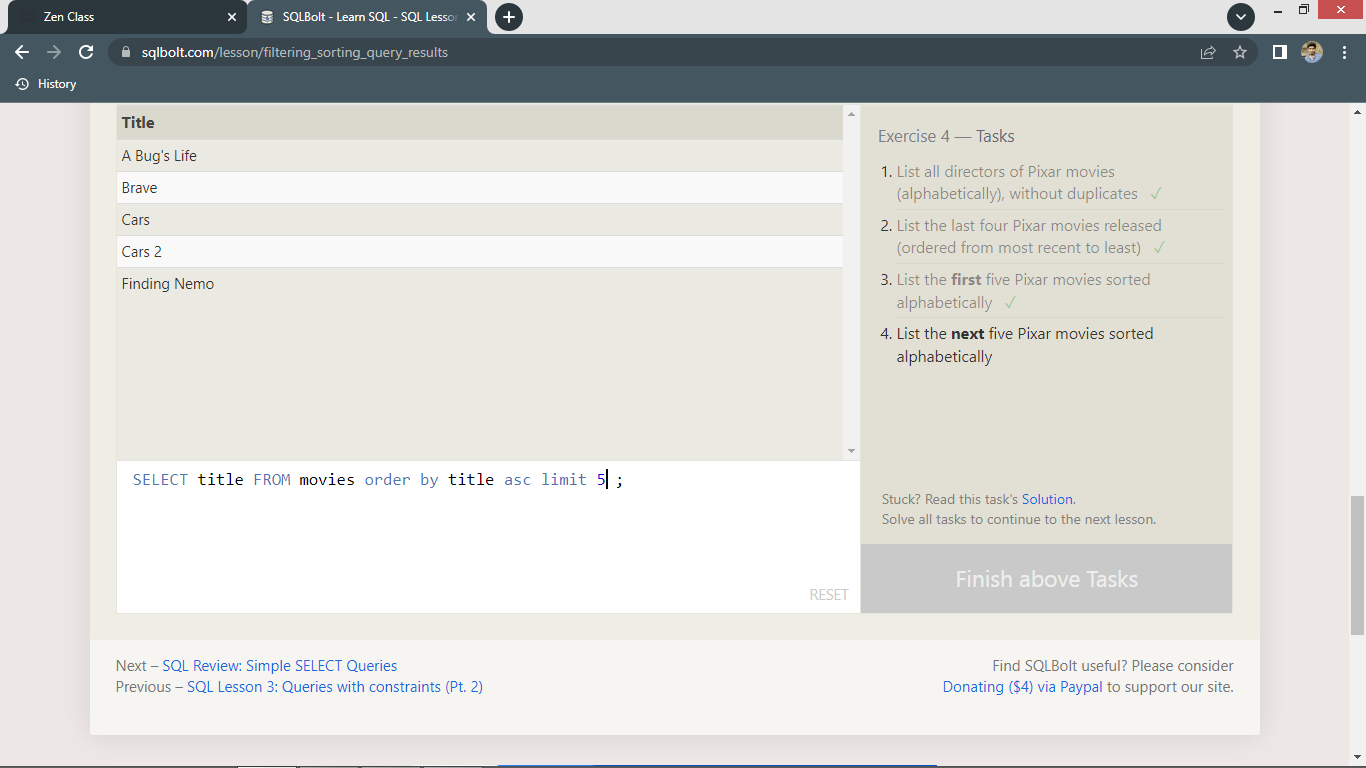 Zen Class
SQLBolt - Learn SQL - SQL Lesson
sqlbolt.com/lesson/filtering_sorting_query_results
History
Title
A Bug's Life
Brave
Cars
Cars 2
Finding Nemo
SELECT title FROM movies order by title asc limit 5 ;
RESET
Exercise 4 — Tasks
1. List all directors of Pixar movies
(alphabetically), without duplicates ✓
2. List the last four Pixar movies released
(ordered from most recent to least) ✓
3. List the first five Pixar movies sorted
alphabetically ✓
4. List the next five Pixar movies sorted
alphabetically
Stuck? Read this task's Solution.
Solve all tasks to continue to the next lesson.
Finish above Tasks
Next – SQL Review: Simple SELECT Queries
Previous – SQL Lesson 3: Queries with constraints (Pt. 2)
Find SQLBolt useful? Please consider
Donating ($4) via Paypal to support our site.